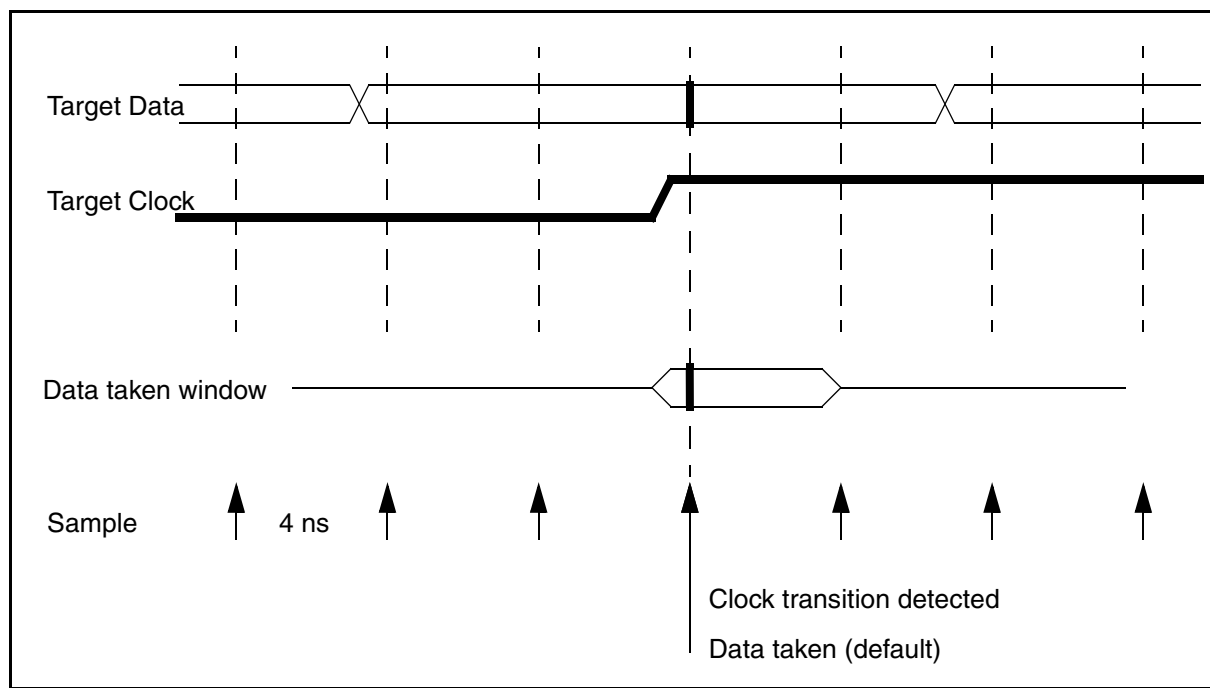 Target Data
Target Clock
Data taken window
Sample
4 ns
Clock transition detected
Data taken (default)